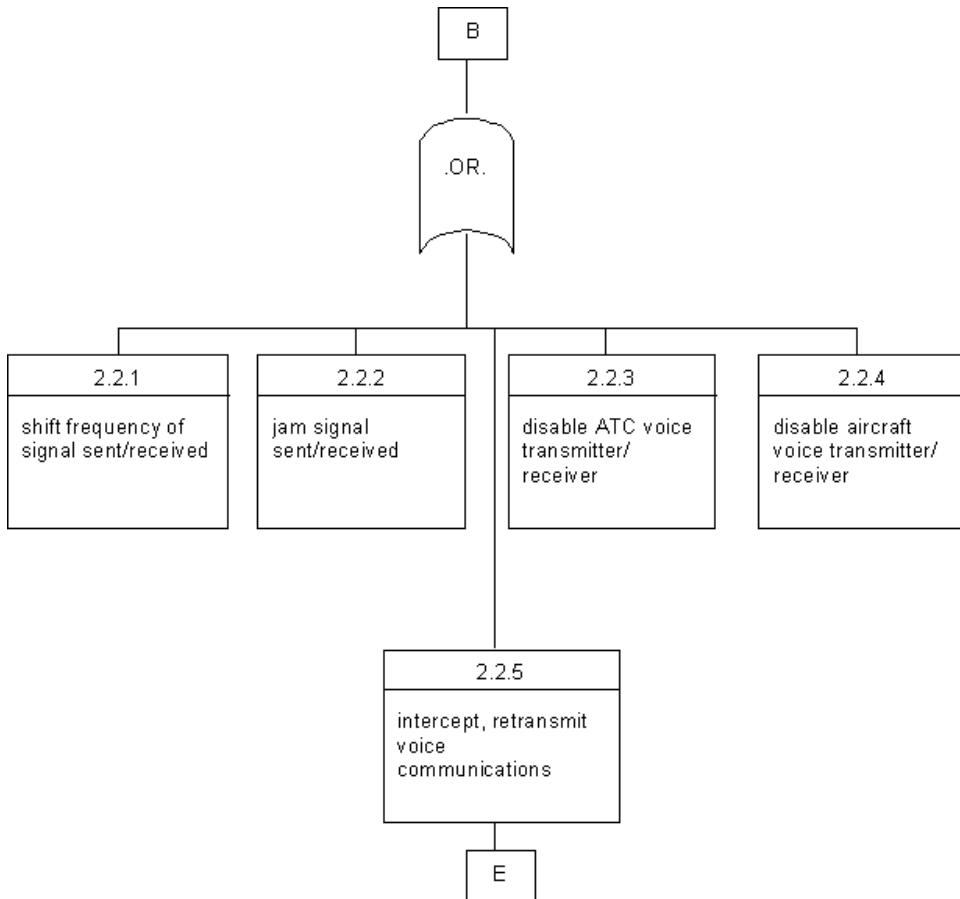 B
.OR.
2.2.1
shift frequency of
signal sent/received
2.2.2
jam signal
sent/received
2.2.3
disable ATC voice
transmitter/
receiver
2.2.4
disable aircraft
voice transmitter/
receiver
2.2.5
intercept, retransmit
voice
communications
E